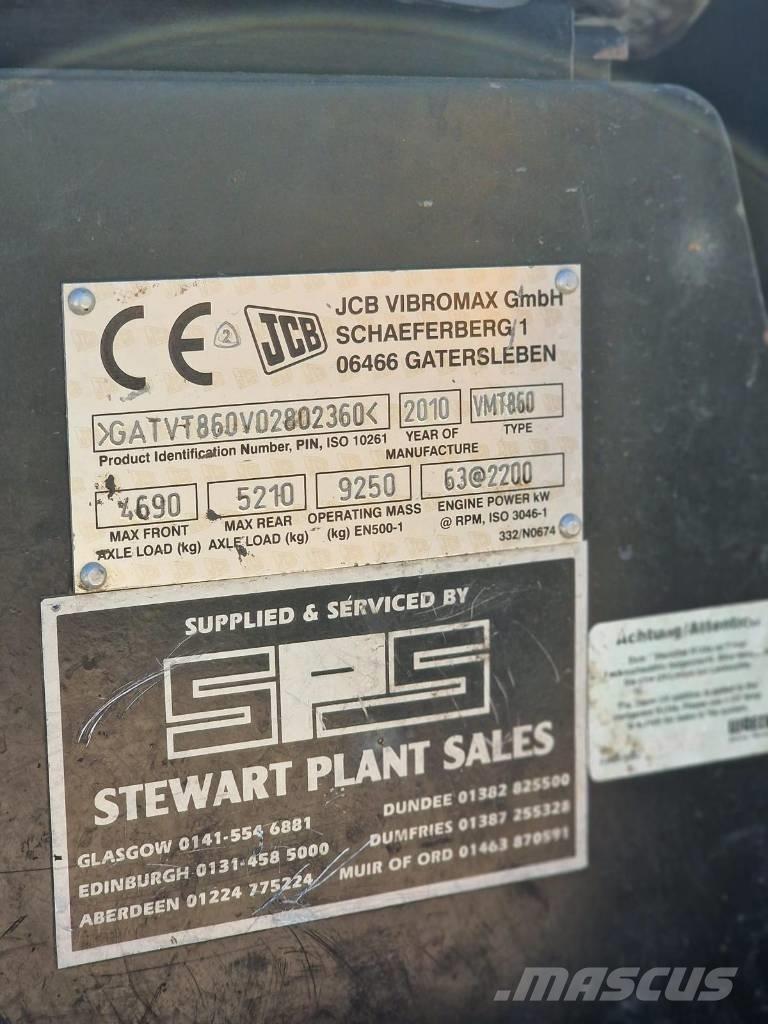 CE
2
JCB
JCB VIBROMAX GmbH
SCHAEFERBERG 1
06466 GATERSLEBEN
>GATVT860V02802360<
2010
VMT860
Product Identification Number, PIN, ISO 10261
YEAR OF MANUFACTURE
TYPE
4690
5210
9250
63@2200
MAX FRONT AXLE LOAD (kg)
MAX REAR AXLE LOAD (kg)
OPERATING MASS (kg) EN500-1
ENGINE POWER kW @ RPM, ISO 3046-1
332/N0674
SUPPLIED & SERVICED BY
SPS
STEWART PLANT SALES
GLASGOW 0141-554 6881
EDINBURGH 0131-458 5000
ABERDEEN 01224 775224
DUNDEE 01382 825500
DUMFRIES 01387 255328
MUIR OF ORD 01463 870591
Achtung/Attention
MASCUS